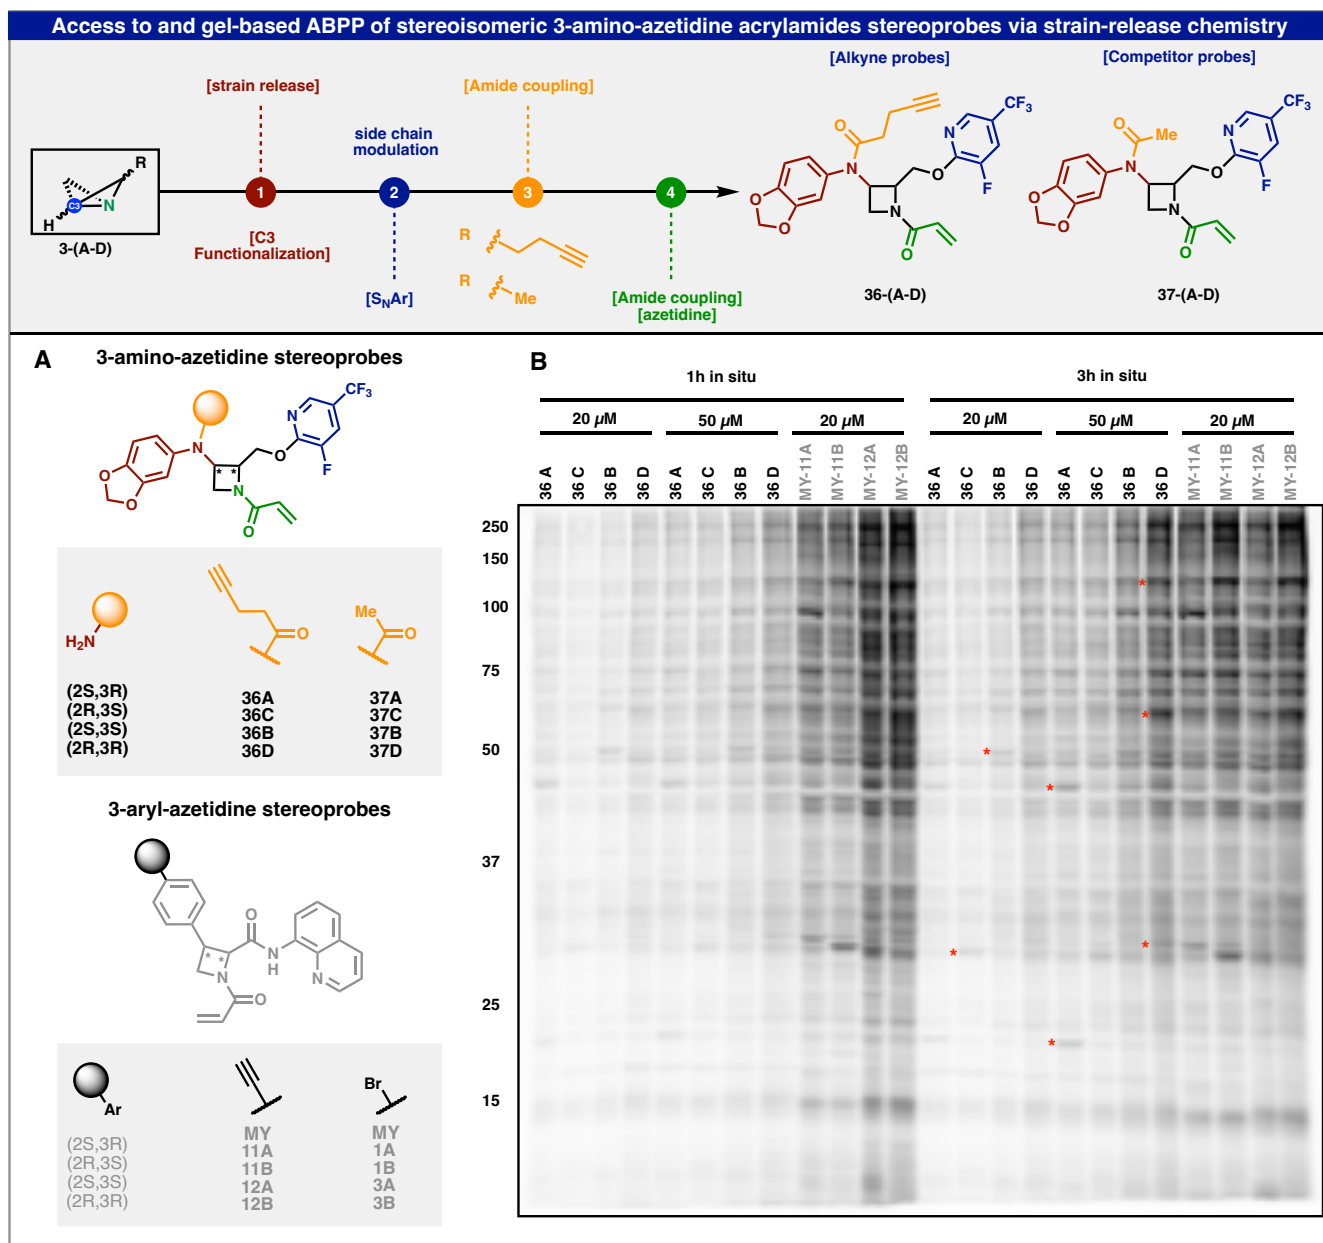 Access to and gel-based ABPP of stereoisomeric 3-amino-azetidine acrylamides stereoprobes via strain-release chemistry
[strain release]
[Amide coupling]
[Alkyne probes]
[Competitor probes]
side chain
modulation
R
C3
N
H
3-(A-D)
1
2
3
4
[C3
Functionalization]
[SNAr]
R
R
Me
[Amide coupling]
[azetidine]
O
N
O
O
N
O
N
F
CF3
O
36-(A-D)
O
Me
N
O
O
N
O
N
F
CF3
O
37-(A-D)
A
3-amino-azetidine stereoprobes
CF3
N
F
O
N
O
O
* *
N
O
H2N
O
Me
O
(2S,3R) 36A 37A
(2R,3S) 36C 37C
(2S,3S) 36B 37B
(2R,3R) 36D 37D
3-aryl-azetidine stereoprobes
O
N
H
N
* *
N
O
Ar
Br
MY MY
(2S,3R) 11A 1A
(2R,3S) 11B 1B
(2S,3S) 12A 3A
(2R,3R) 12B 3B
B
1h in situ 3h in situ
20 µM 50 µM 20 µM 20 µM 50 µM 20 µM
36 A 36 C 36 B 36 D 36 A 36 C 36 B 36 D MY-11A MY-11B MY-12A MY-12B 36 A 36 C 36 B 36 D 36 A 36 C 36 B 36 D MY-11A MY-11B MY-12A MY-12B
250
150
100
75
50
37
25
15
*
*
*
*
*
*
*